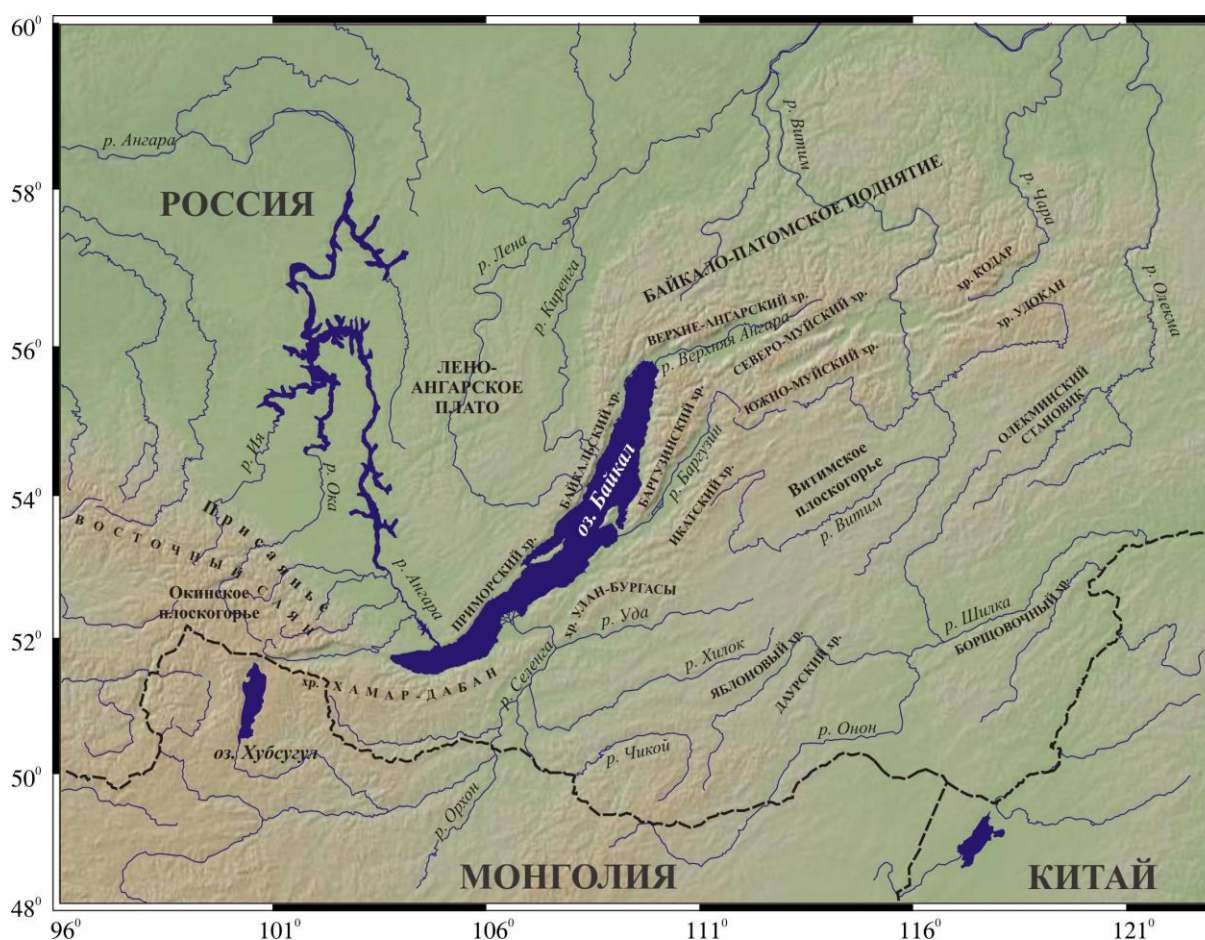 60⁰
р. Ангара
р. Витим
58⁰
РОССИЯ
р. Лена
р. Киренга
БАЙКАЛО-ПАТОМСКОЕ ПОДНЯТИЕ
р. Чара
р. Олекма
хр. КОДАР
хр. УДОКАН
ВЕРХНЕ-АНГАРСКИЙ хр.
р. Верхняя Ангара
СЕВЕРО-МУЙСКИЙ хр.
56⁰
ЛЕНО-
АНГАРСКОЕ
ПЛАТО
ЮЖНО-МУЙСКИЙ хр.
ОЛЕКМИНСКИЙ
СТАНОВИК
р. Ия
р. Ока
БАЙКАЛЬСКИЙ хр.
оз. Байкал
БАРГУЗИНСКИЙ хр.
р. Баргузин
ИКАТСКИЙ хр.
Витимское
плоскогорье
р. Витим
54⁰
Присаянье
ВОСТОЧНЫЙ САЯН
Окинское
плоскогорье
р. Ангара
ПРИМОРСКИЙ хр.
хр. УЛАН-БУРГАСЫ
р. Уда
р. Шилка
БОРЩОВОЧНЫЙ хр.
52⁰
хр. ХАМАР-ДАБАН
р. Селенга
р. Хилок
ЯБЛОНОВЫЙ хр.
ДАУРСКИЙ хр.
р. Онон
оз. Хубсугул
р. Чикой
50⁰
р. Орхон
МОНГОЛИЯ
КИТАЙ
48⁰
96⁰
101⁰
106⁰
111⁰
116⁰
121⁰